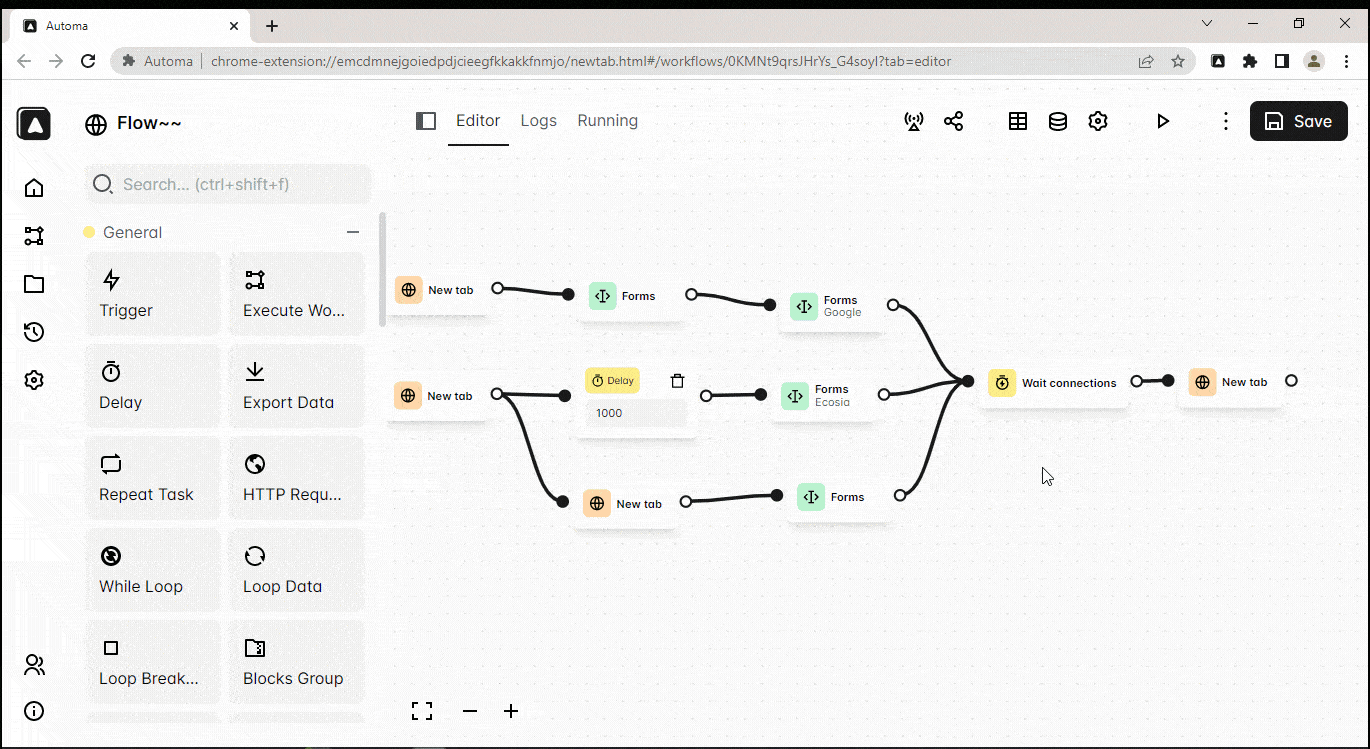 Automa
Automa | chrome-extension://emcdmnejgoiedpdjcieegfkkakkfnmjo/newtab.html#/workflows/0KMNt9qrsJHrYs_G4soyI?tab=editor
Flow~~
Editor Logs Running
Save
Search... (ctrl+shift+f)
General
Trigger
Execute Wo...
Delay
Export Data
Repeat Task
HTTP Requ...
While Loop
Loop Data
Loop Break...
Blocks Group
New tab
Forms
Forms
Google
New tab
Delay
1000
Forms
Ecosia
Wait connections
New tab
New tab
Forms